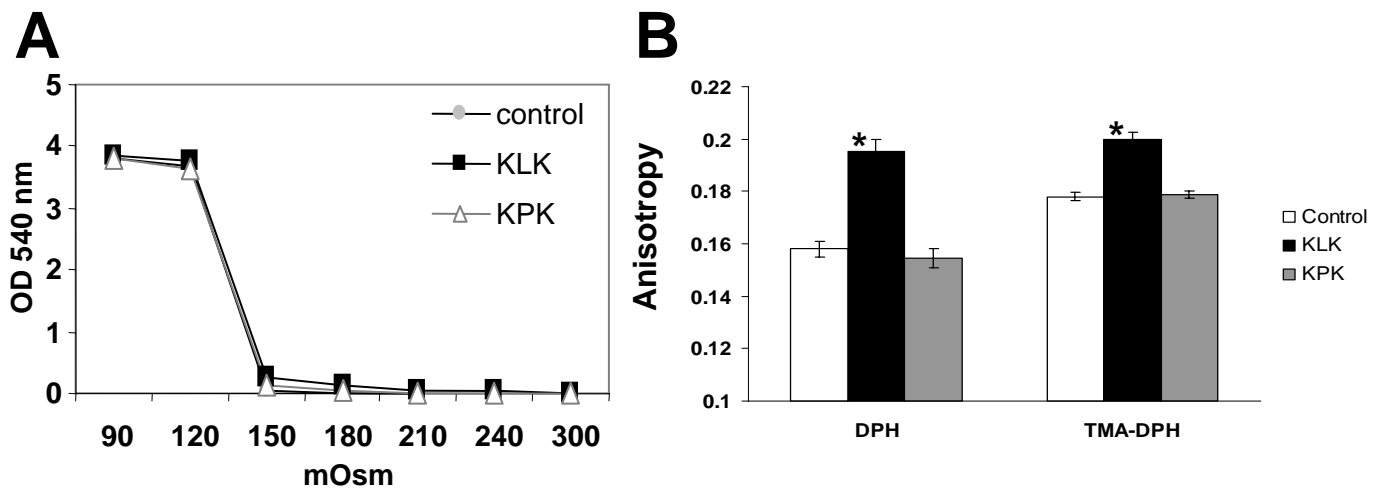 A
OD 540 nm
5
4
3
2
1
0
90 120 150 180 210 240 300
mOsm
control
KLK
KPK
B
Anisotropy
0.22
0.2
0.18
0.16
0.14
0.12
0.1
*
*
DPH TMA-DPH
Control
KLK
KPK